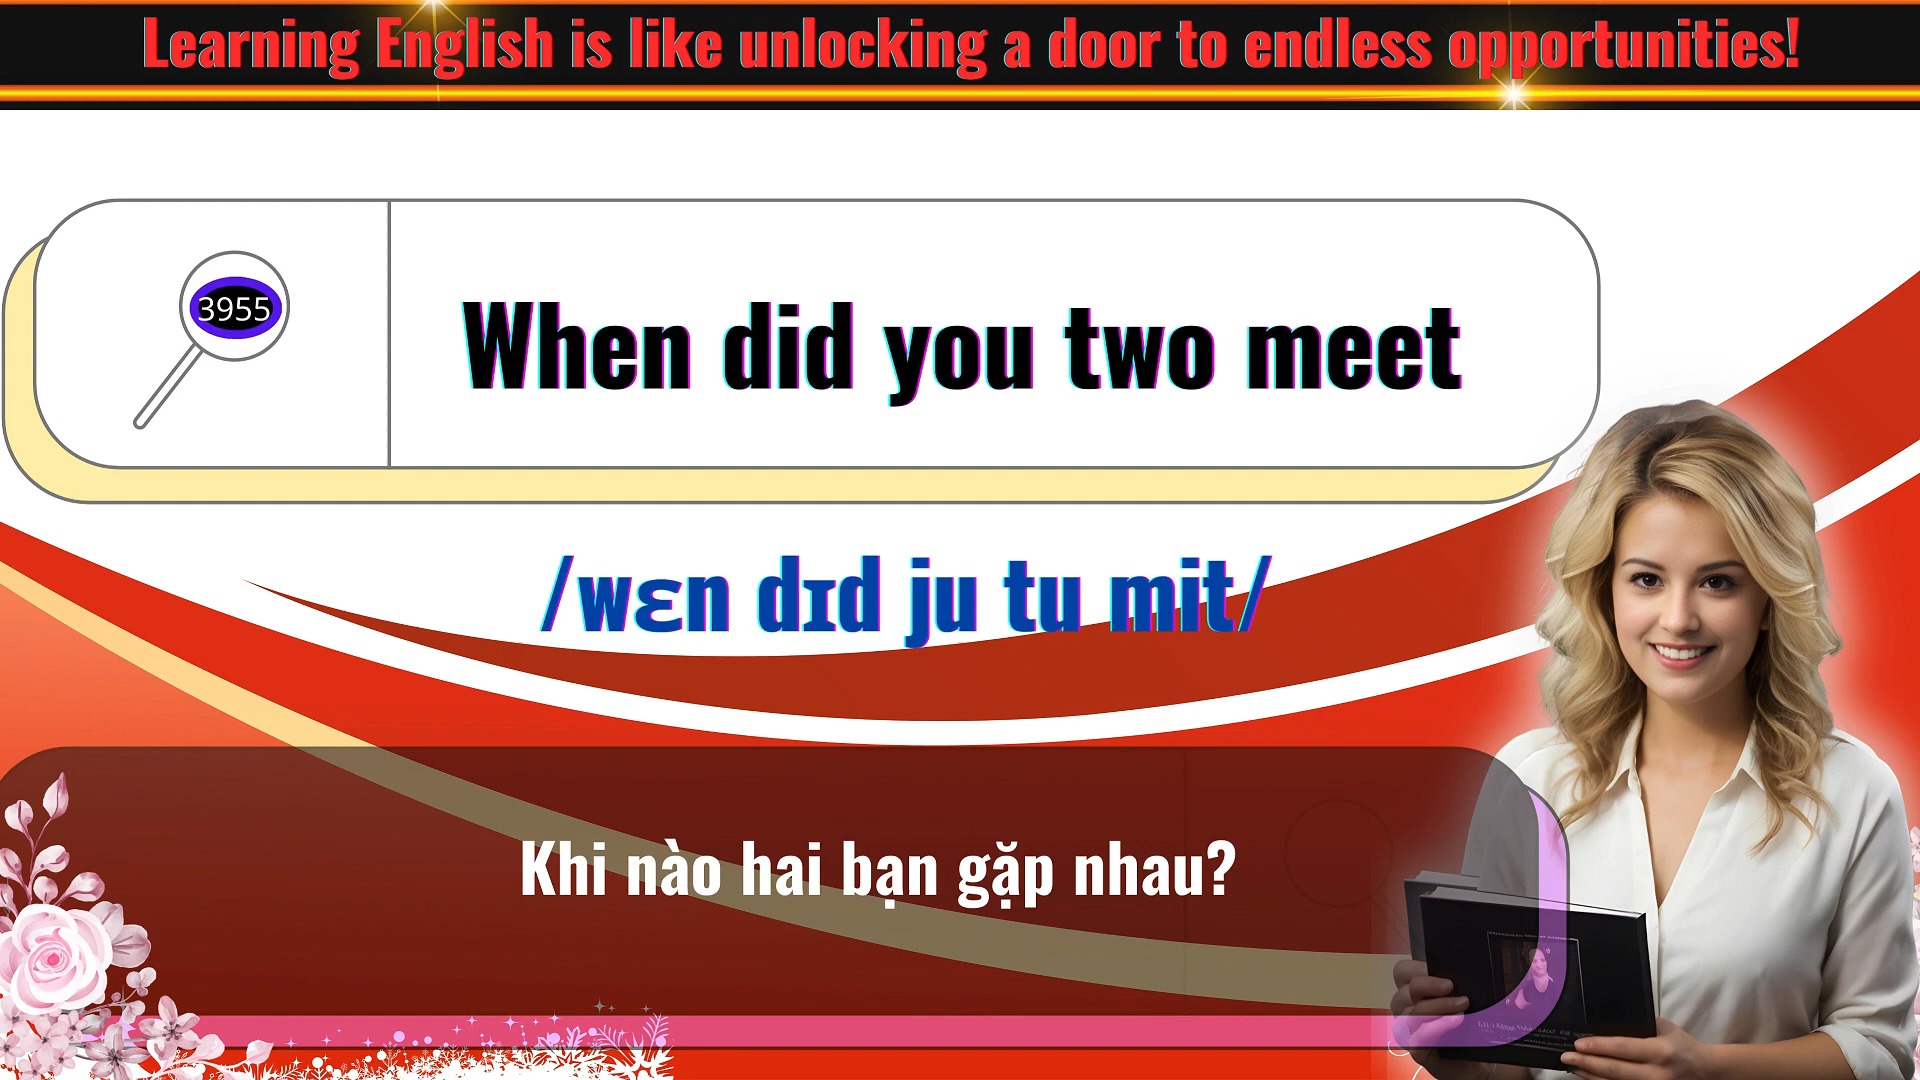 Learning English is like unlocking a door to endless opportunities!
3955
When did you two meet
/wɛn dɪd ju tu mit/
Khi nào hai bạn gặp nhau?